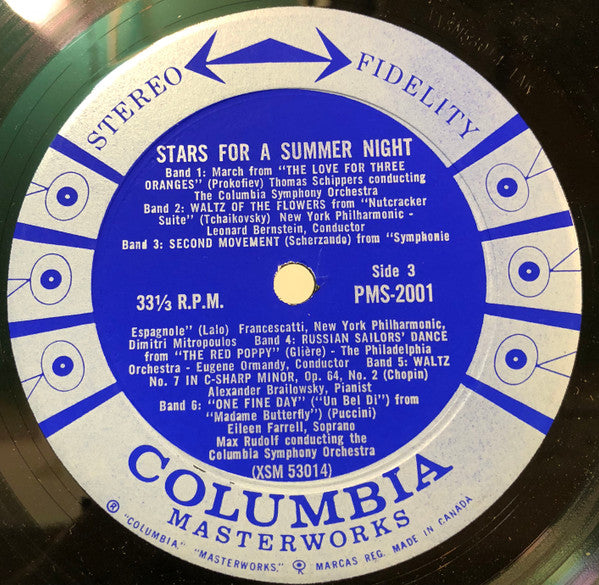 STEREO FIDELITY
STARS FOR A SUMMER NIGHT
Band 1: March from "THE LOVE FOR THREE
ORANGES" (Prokofiev) Thomas Schippers conducting
The Columbia Symphony Orchestra
Band 2: WALTZ OF THE FLOWERS from "Nutcracker
Suite" (Tchaikovsky) New York Philharmonic -
Leonard Bernstein, Conductor
Band 3: SECOND MOVEMENT (Scherzando) from "Symphonie
Side 3
33⅓ R.P.M. PMS-2001
Espagnole" (Lalo) Francescatti, New York Philharmonic,
Dimitri Mitropoulos Band 4: RUSSIAN SAILORS' DANCE
from "THE RED POPPY" (Glière) - The Philadelphia
Orchestra - Eugene Ormandy, Conductor Band 5: WALTZ
No. 7 IN C-SHARP MINOR, Op. 64, No. 2 (Chopin)
Alexander Brailowsky, Pianist
Band 6: "ONE FINE DAY" ("Un Bel Di") from
"Madame Butterfly") (Puccini)
Eileen Farrell, Soprano
Max Rudolf conducting the
Columbia Symphony Orchestra
(XSM 53014)
COLUMBIA
MASTERWORKS
® "COLUMBIA" "MASTERWORKS," MARCAS REG. MADE IN CANADA